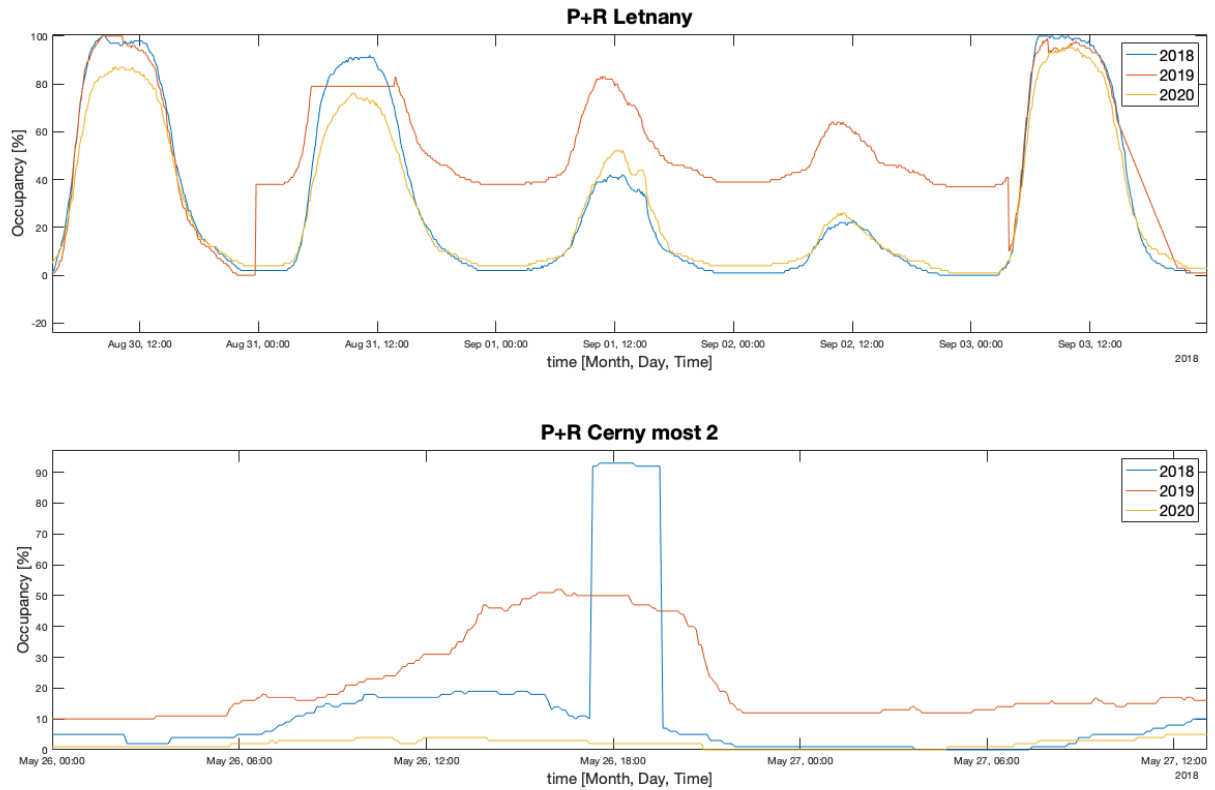 P+R Letnany
Occupancy [%]
100
80
60
40
20
0
-20
2018
2019
2020
Aug 30, 12:00
Aug 31, 00:00
Aug 31, 12:00
Sep 01, 00:00
Sep 01, 12:00
Sep 02, 00:00
Sep 02, 12:00
Sep 03, 00:00
Sep 03, 12:00
time [Month, Day, Time]
2018
P+R Cerny most 2
Occupancy [%]
90
80
70
60
50
40
30
20
10
0
2018
2019
2020
May 26, 00:00
May 26, 06:00
May 26, 12:00
May 26, 18:00
May 27, 00:00
May 27, 06:00
May 27, 12:00
time [Month, Day, Time]
2018